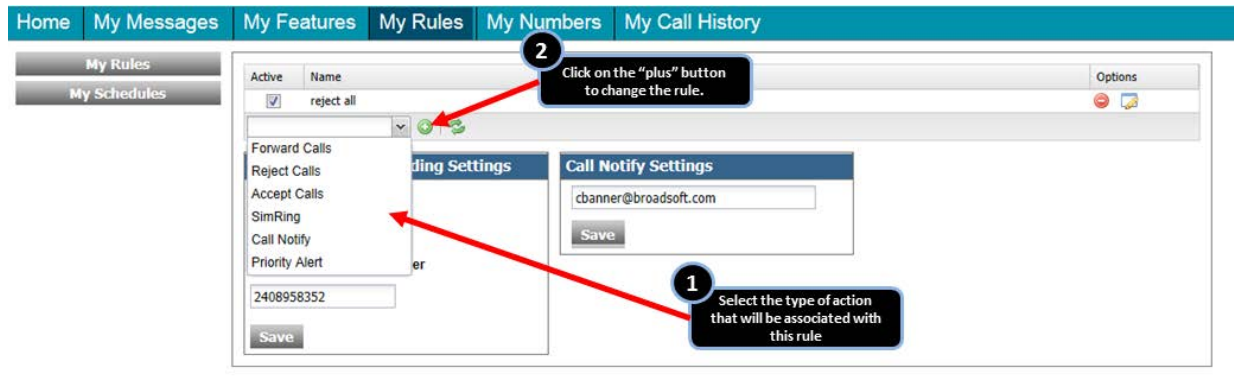 Home My Messages My Features My Rules My Numbers My Call History
My Rules
My Schedules
Active Name Options
reject all
2
Click on the “plus” button
to change the rule.
Forward Calls
Reject Calls
Accept Calls
SimRing
Call Notify
Priority Alert
ding Settings
er
2408958352
Save
Call Notify Settings
cbanner@broadsoft.com
Save
1
Select the type of action
that will be associated with
this rule